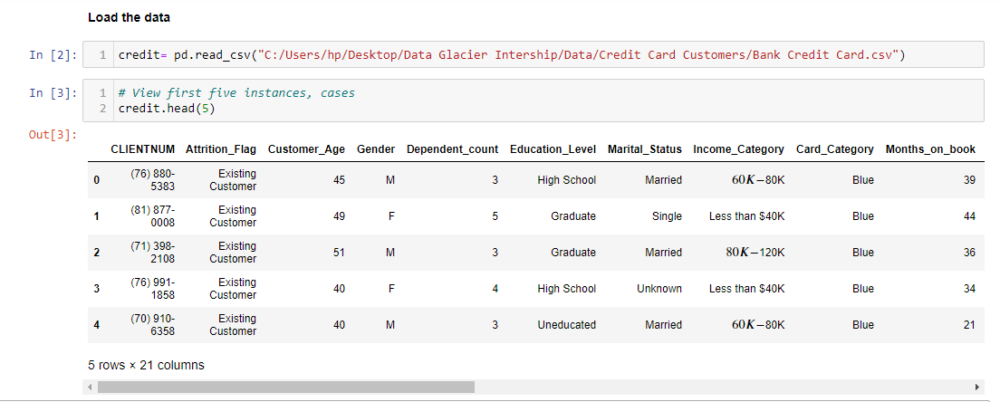 Load the data
In [2]: 1 credit= pd.read_csv("C:/Users/hp/Desktop/Data Glacier Intership/Data/Credit Card Customers/Bank Credit Card.csv")
In [3]: 1 # View first five instances, cases
2 credit.head(5)
Out[3]:
CLIENTNUM Attrition_Flag Customer_Age Gender Dependent_count Education_Level Marital_Status Income_Category Card_Category Months_on_book
0 (76) 880-5383 Existing Customer 45 M 3 High School Married 60K−80K Blue 39
1 (81) 877-0008 Existing Customer 49 F 5 Graduate Single Less than $40K Blue 44
2 (71) 398-2108 Existing Customer 51 M 3 Graduate Married 80K−120K Blue 36
3 (76) 991-1858 Existing Customer 40 F 4 High School Unknown Less than $40K Blue 34
4 (70) 910-6358 Existing Customer 40 M 3 Uneducated Married 60K−80K Blue 21
5 rows × 21 columns